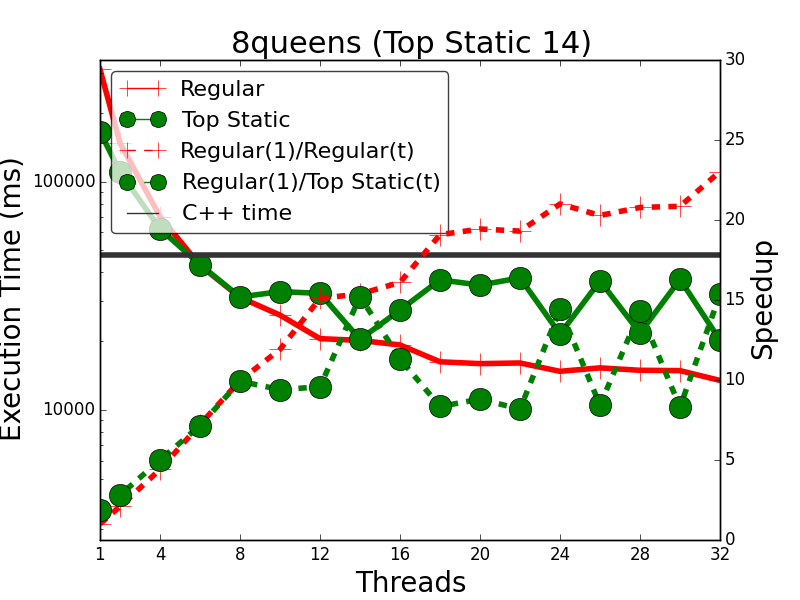 8queens (Top Static 14)
Regular
Top Static
Regular(1)/Regular(t)
Regular(1)/Top Static(t)
C++ time
Execution Time (ms)
100000
10000
Speedup
30
25
20
15
10
5
0
1 4 8 12 16 20 24 28 32
Threads